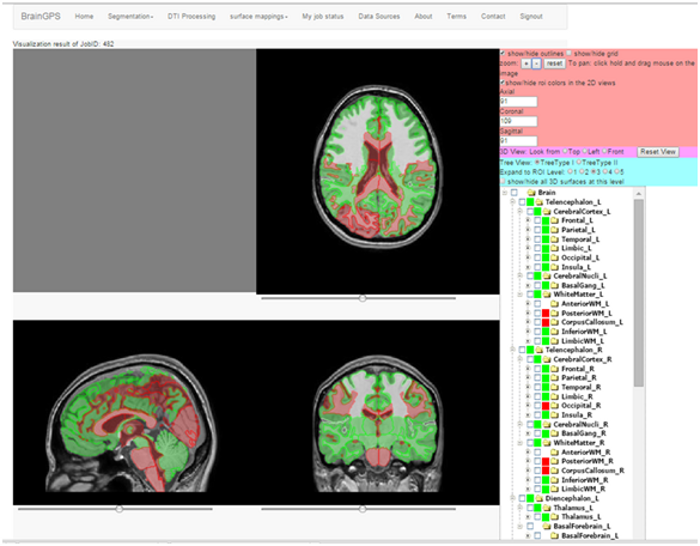 BrainGPS Home Segmentation DTI Processing surface mappings My job status Data Sources About Terms Contact Signout
Visualization result of JobID: 482
show/hide outlines show/hide grid
zoom: + - reset To pan: click hold and drag mouse on the
image
show/hide roi colors in the 2D views
Axial
91
Coronal
109
Sagittal
91
3D View: Look from Top Left Front Reset View
Tree View: TreeType I TreeType II
Expand to ROI Level: 1 2 3 4 5
show/hide all 3D surfaces at this level
Brain
Telencephalon_L
CerebralCortex_L
Frontal_L
Parietal_L
Temporal_L
Limbic_L
Occipital_L
Insula_L
CerebralNucli_L
BasalGang_L
WhiteMatter_L
AnteriorWM_L
PosteriorWM_L
CorpusCallosum_L
InferiorWM_L
LimbicWM_L
Telencephalon_R
CerebralCortex_R
Frontal_R
Parietal_R
Temporal_R
Limbic_R
Occipital_R
Insula_R
CerebralNucli_R
BasalGang_R
WhiteMatter_R
AnteriorWM_R
PosteriorWM_R
CorpusCallosum_R
InferiorWM_R
LimbicWM_R
Diencephalon_L
Thalamus_L
Thalamus_L
BasalForebrain_L
BasalForebrain_L